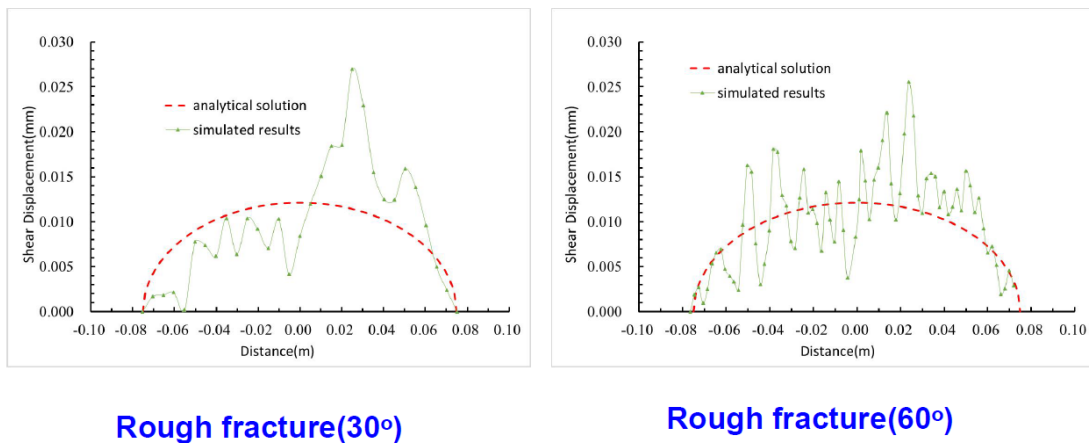 0.030
0.025
0.020
0.015
0.010
0.005
0.000
Shear Displacement(mm)
analytical solution
simulated results
-0.10 -0.08 -0.06 -0.04 -0.02 0.00 0.02 0.04 0.06 0.08 0.10
Distance(m)
Rough fracture(30º)
0.030
0.025
0.020
0.015
0.010
0.005
0.000
Shear Displacement(mm)
analytical solution
simulated results
-0.10 -0.08 -0.06 -0.04 -0.02 0.00 0.02 0.04 0.06 0.08 0.10
Distance(m)
Rough fracture(60º)